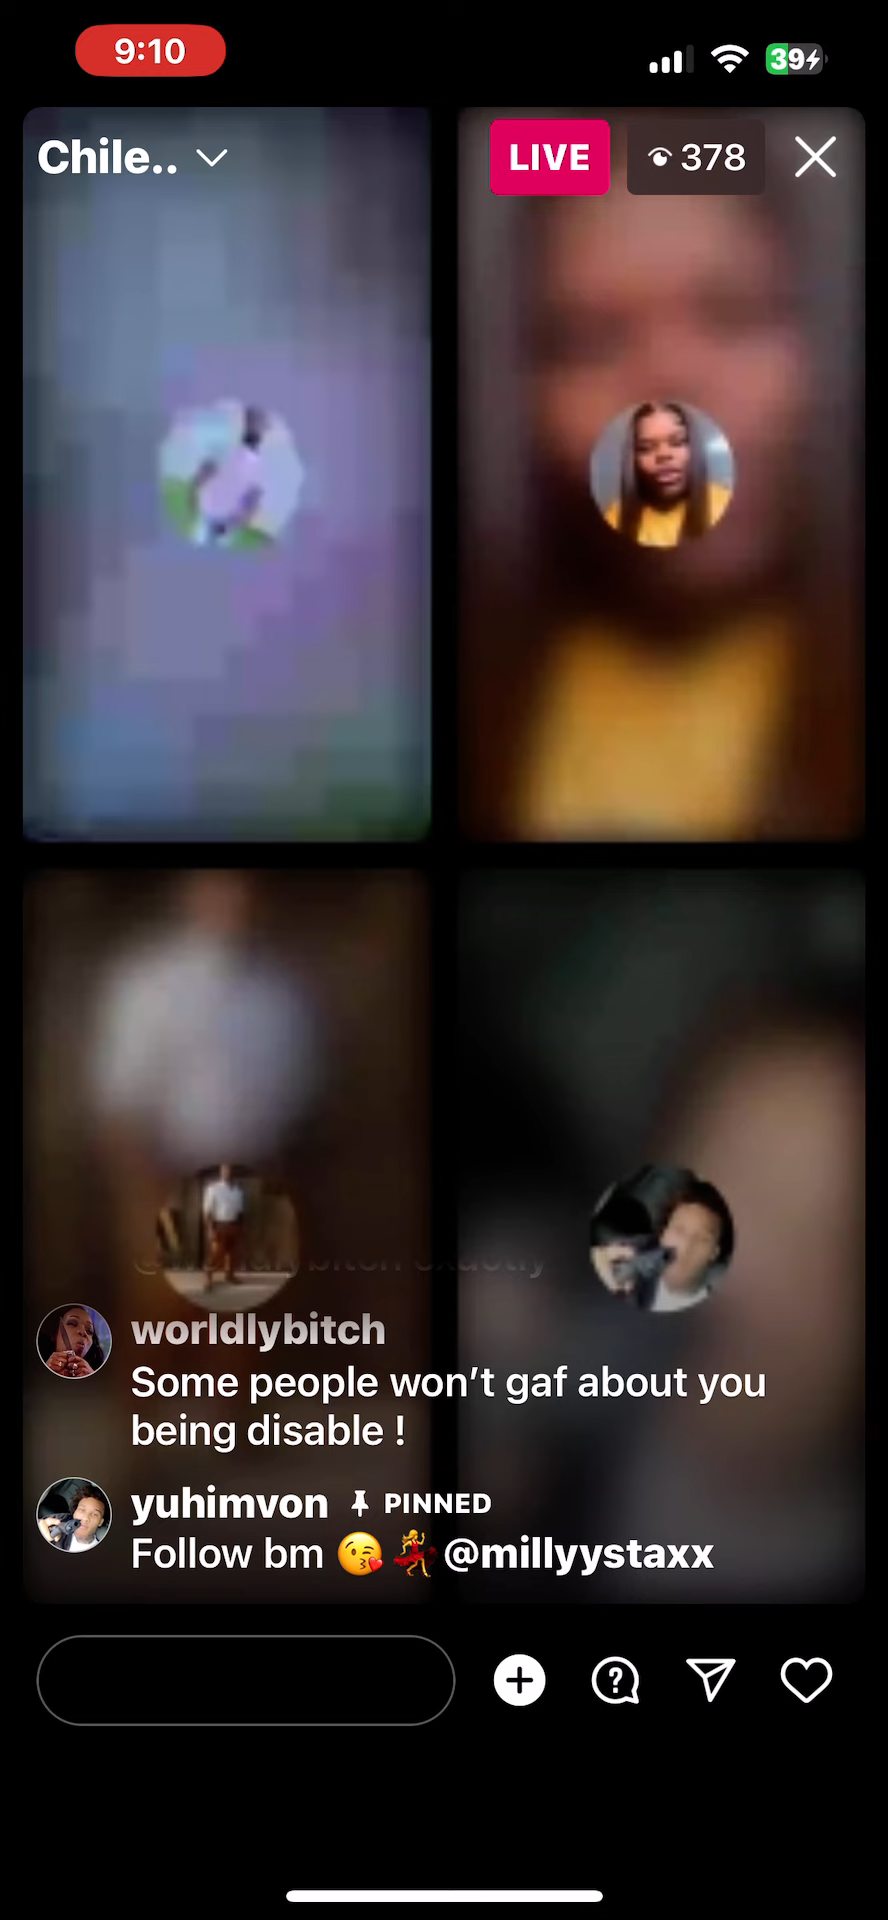 9:10
39
Chile..
LIVE
378
worldlybitch
Some people won't gaf about you
being disable !
yuhimvon PINNED
Follow bm 😘💃 @millyystaxx